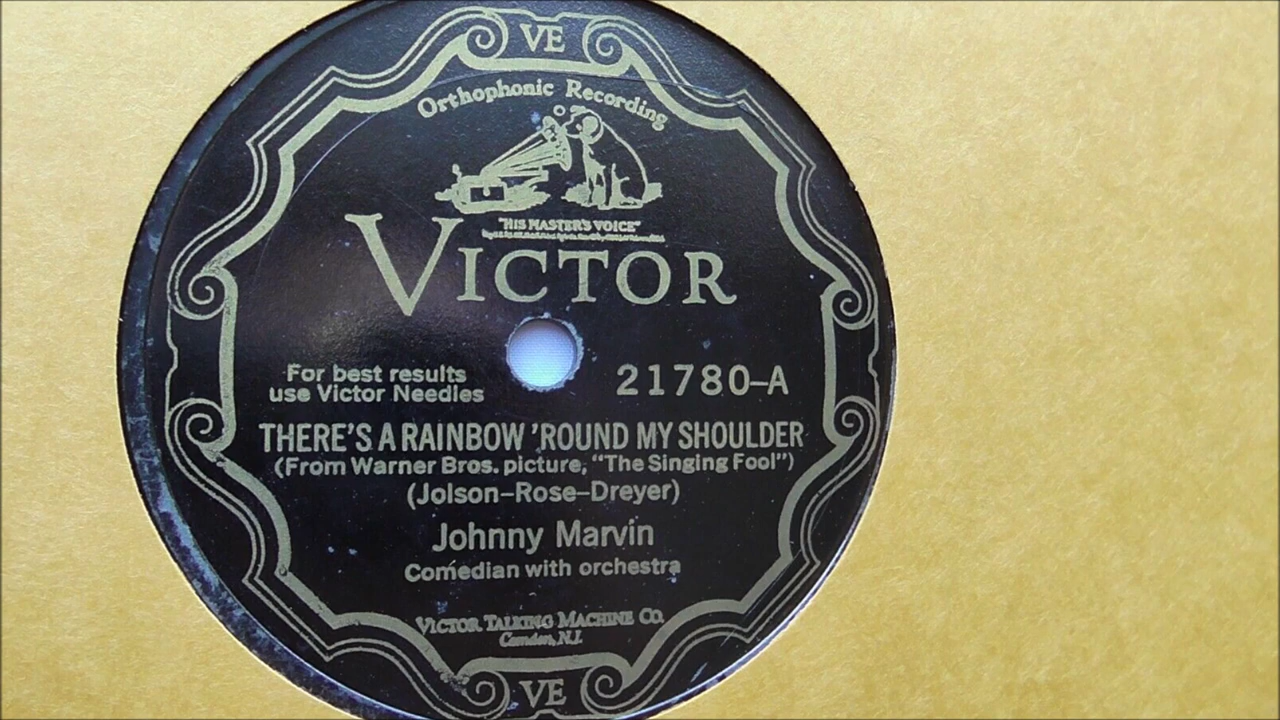 VE
Orthophonic Recording
"HIS MASTER'S VOICE"
VICTOR
For best results
use Victor Needles
21780-A
THERE'S A RAINBOW 'ROUND MY SHOULDER
(From Warner Bros. picture, "The Singing Fool")
(Jolson-Rose-Dreyer)
Johnny Marvin
Comedian with orchestra
VICTOR TALKING MACHINE CO.
Camden, N.J.
VE